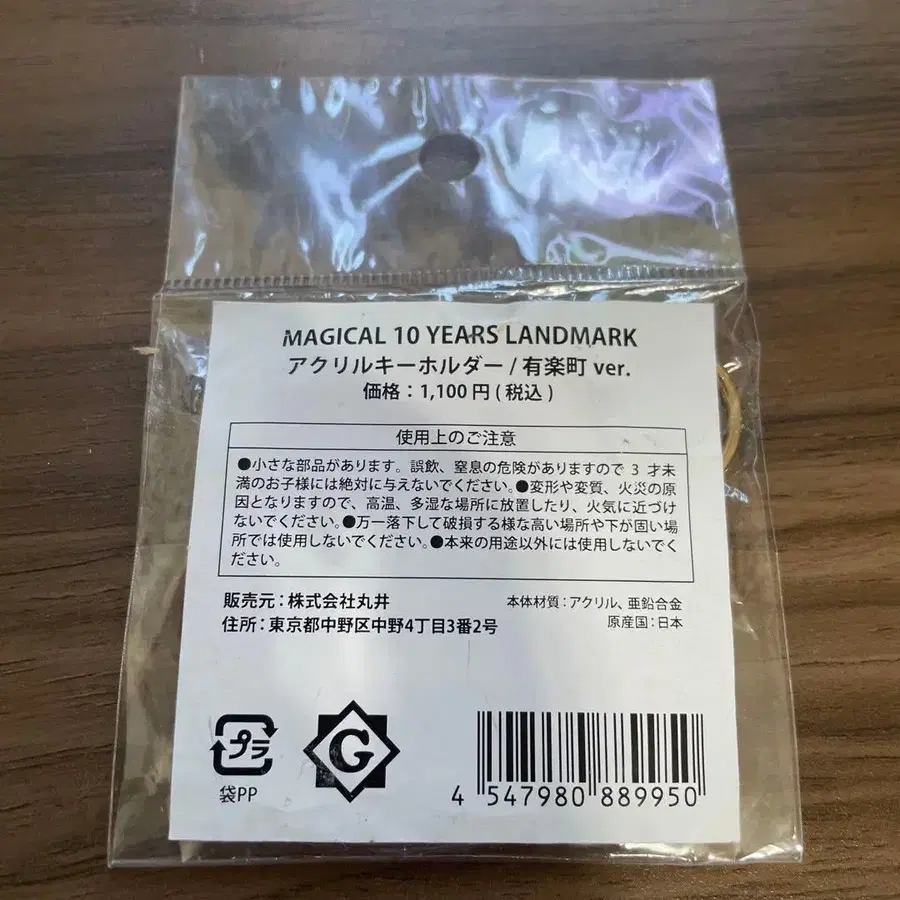 MAGICAL 10 YEARS LANDMARK
アクリルキーホルダー / 有楽町 ver.
価格：1,100円 ( 税込 )
使用上のご注意
●小さな部品があります。誤飲、窒息の危険がありますので 3 才未
満のお子様には絶対に与えないでください。●変形や変質、火災の原
因となりますので、高温、多湿な場所に放置したり、火気に近づけ
ないでください。●万一落下して破損する様な高い場所や下が固い場
所では使用しないでください。●本来の用途以外には使用しないでく
ださい。
販売元：株式会社丸井
住所：東京都中野区中野4丁目3番2号
本体材質：アクリル、亜鉛合金
原産国：日本
プラ
袋PP
G
4 547980 889950